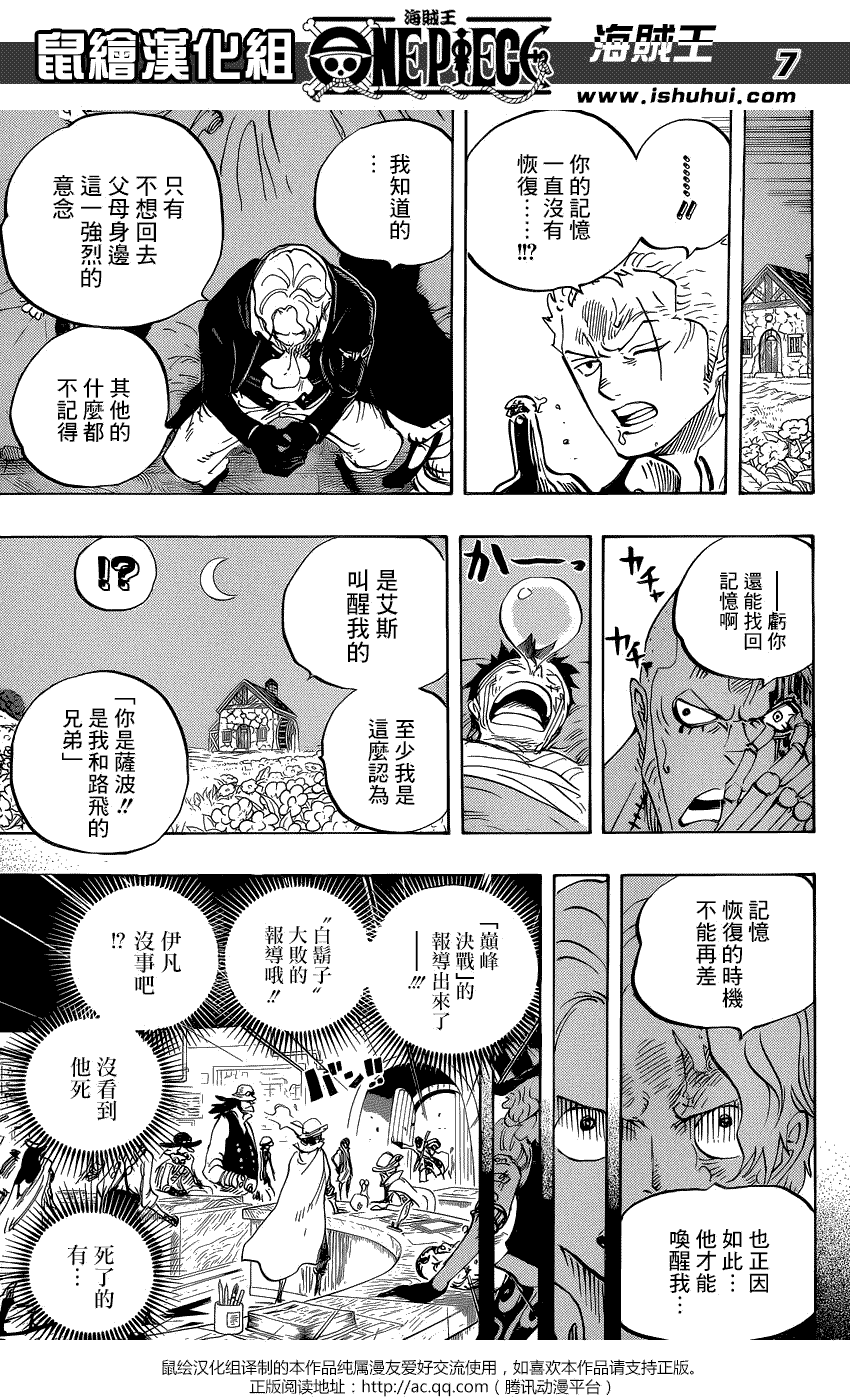 鼠繪漢化組
海賊王
ONE PIECE
海賊王
7
www.ishuhui.com
………!!
你的記憶
一直沒有
恢復……
!!?
我知道的
…
只有
不想回去
父母身邊
這一強烈的
意念
其他的
什麼都
不記得
——虧你
還能找回
記憶啊
カチャ
カチャ
かーっ
是艾斯
叫醒我的
至少我是
這麼認為
!?
「你是薩波!!
是我和路飛的
兄弟」
記憶
恢復的時機
不能再差
也正因
如此…
他才能
喚醒我…
「巔峰
決戰」的
報導出來了
——!!!
“白鬍子”
大敗的
報導哦!!
伊凡
沒事吧
!?
バン!!
沒看到
他死
死了的
有…
鼠绘汉化组译制的本作品纯属漫友爱好交流使用，如喜欢本作品请支持正版。
正版阅读地址：http://ac.qq.com（腾讯动漫平台）